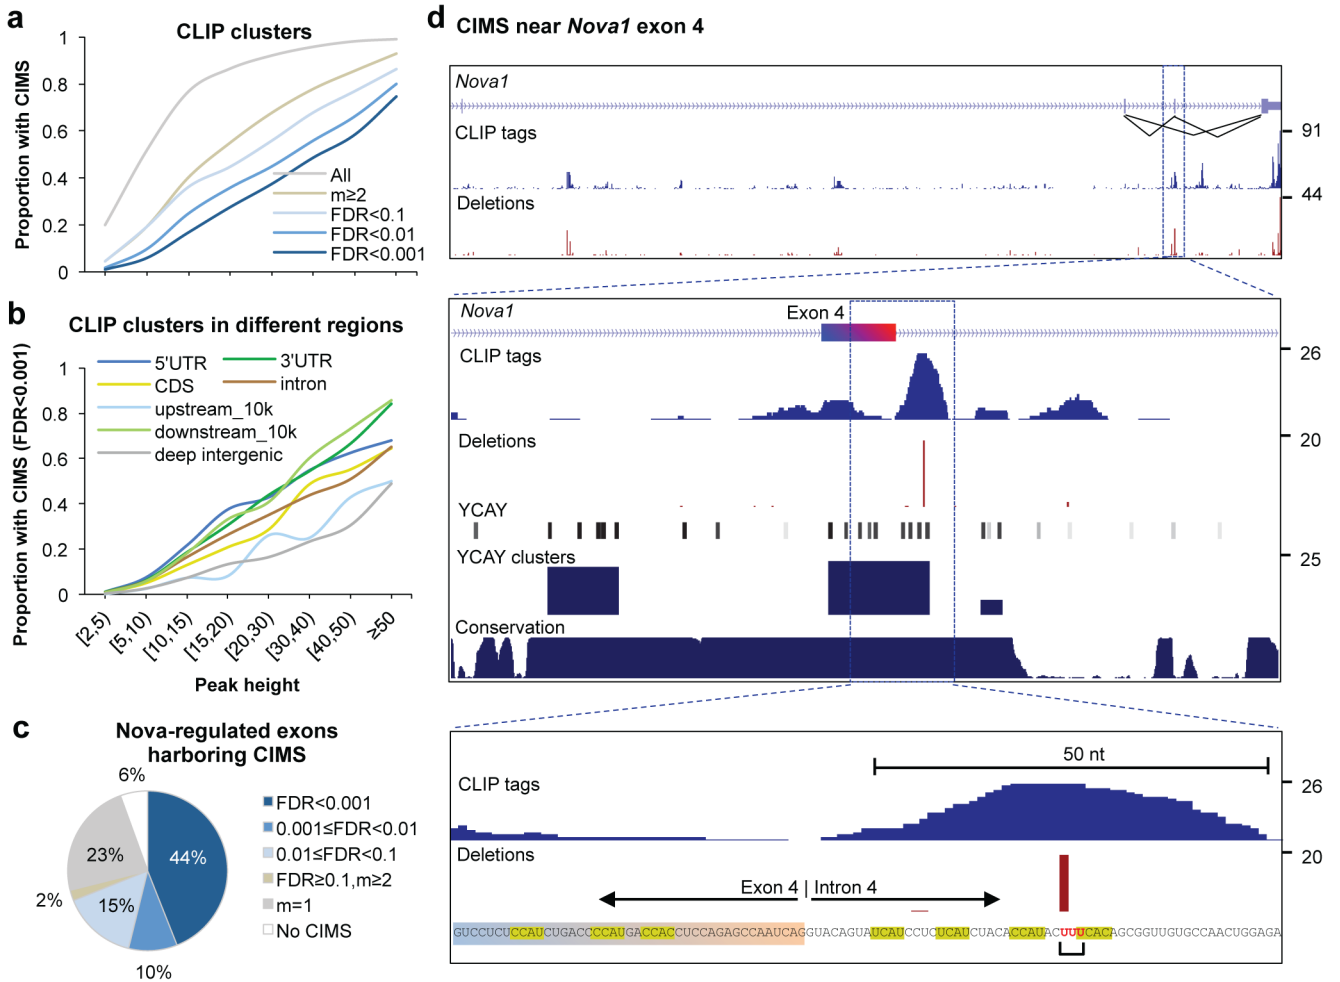 a
CLIP clusters
Proportion with CIMS
1
0.8
0.6
0.4
0.2
0
All
m≥2
FDR<0.1
FDR<0.01
FDR<0.001
b
CLIP clusters in different regions
Proportion with CIMS (FDR<0.001)
1
0.8
0.6
0.4
0.2
0
5'UTR
3'UTR
CDS
intron
upstream_10k
downstream_10k
deep intergenic
[2,5)
[5,10)
[10,15)
[15,20)
[20,30)
[30,40)
[40,50)
≥50
Peak height
c
Nova-regulated exons
harboring CIMS
6%
44%
23%
2%
15%
10%
FDR<0.001
0.001≤FDR<0.01
0.01≤FDR<0.1
FDR≥0.1,m≥2
m=1
No CIMS
d
CIMS near Nova1 exon 4
Nova1
CLIP tags
91
Deletions
44
Nova1
Exon 4
CLIP tags
26
Deletions
20
YCAY
YCAY clusters
25
Conservation
50 nt
CLIP tags
26
Deletions
20
Exon 4 | Intron 4
GUCCUCUCCAUCUGACCCCAUGACCACCUCCAGAGCCAAUCAGGUACAGUAUCAUCCUCUCAUCUACACCAUACUUUCACAGCGGUUGUGCCAACUGGAGA